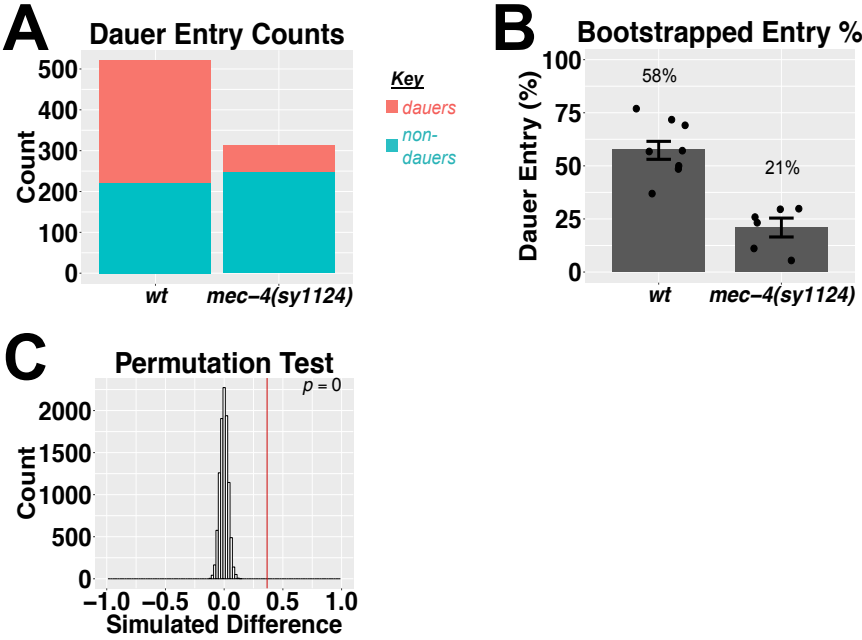 A
Dauer Entry Counts
500
400
300
200
100
0
Count
wt
mec−4(sy1124)
Key
dauers
non-
dauers
B
Bootstrapped Entry %
100
75
50
25
0
Dauer Entry (%)
58%
21%
wt
mec−4(sy1124)
C
Permutation Test
p = 0
2000
1500
1000
500
0
Count
−1.0 −0.5 0.0 0.5 1.0
Simulated Difference